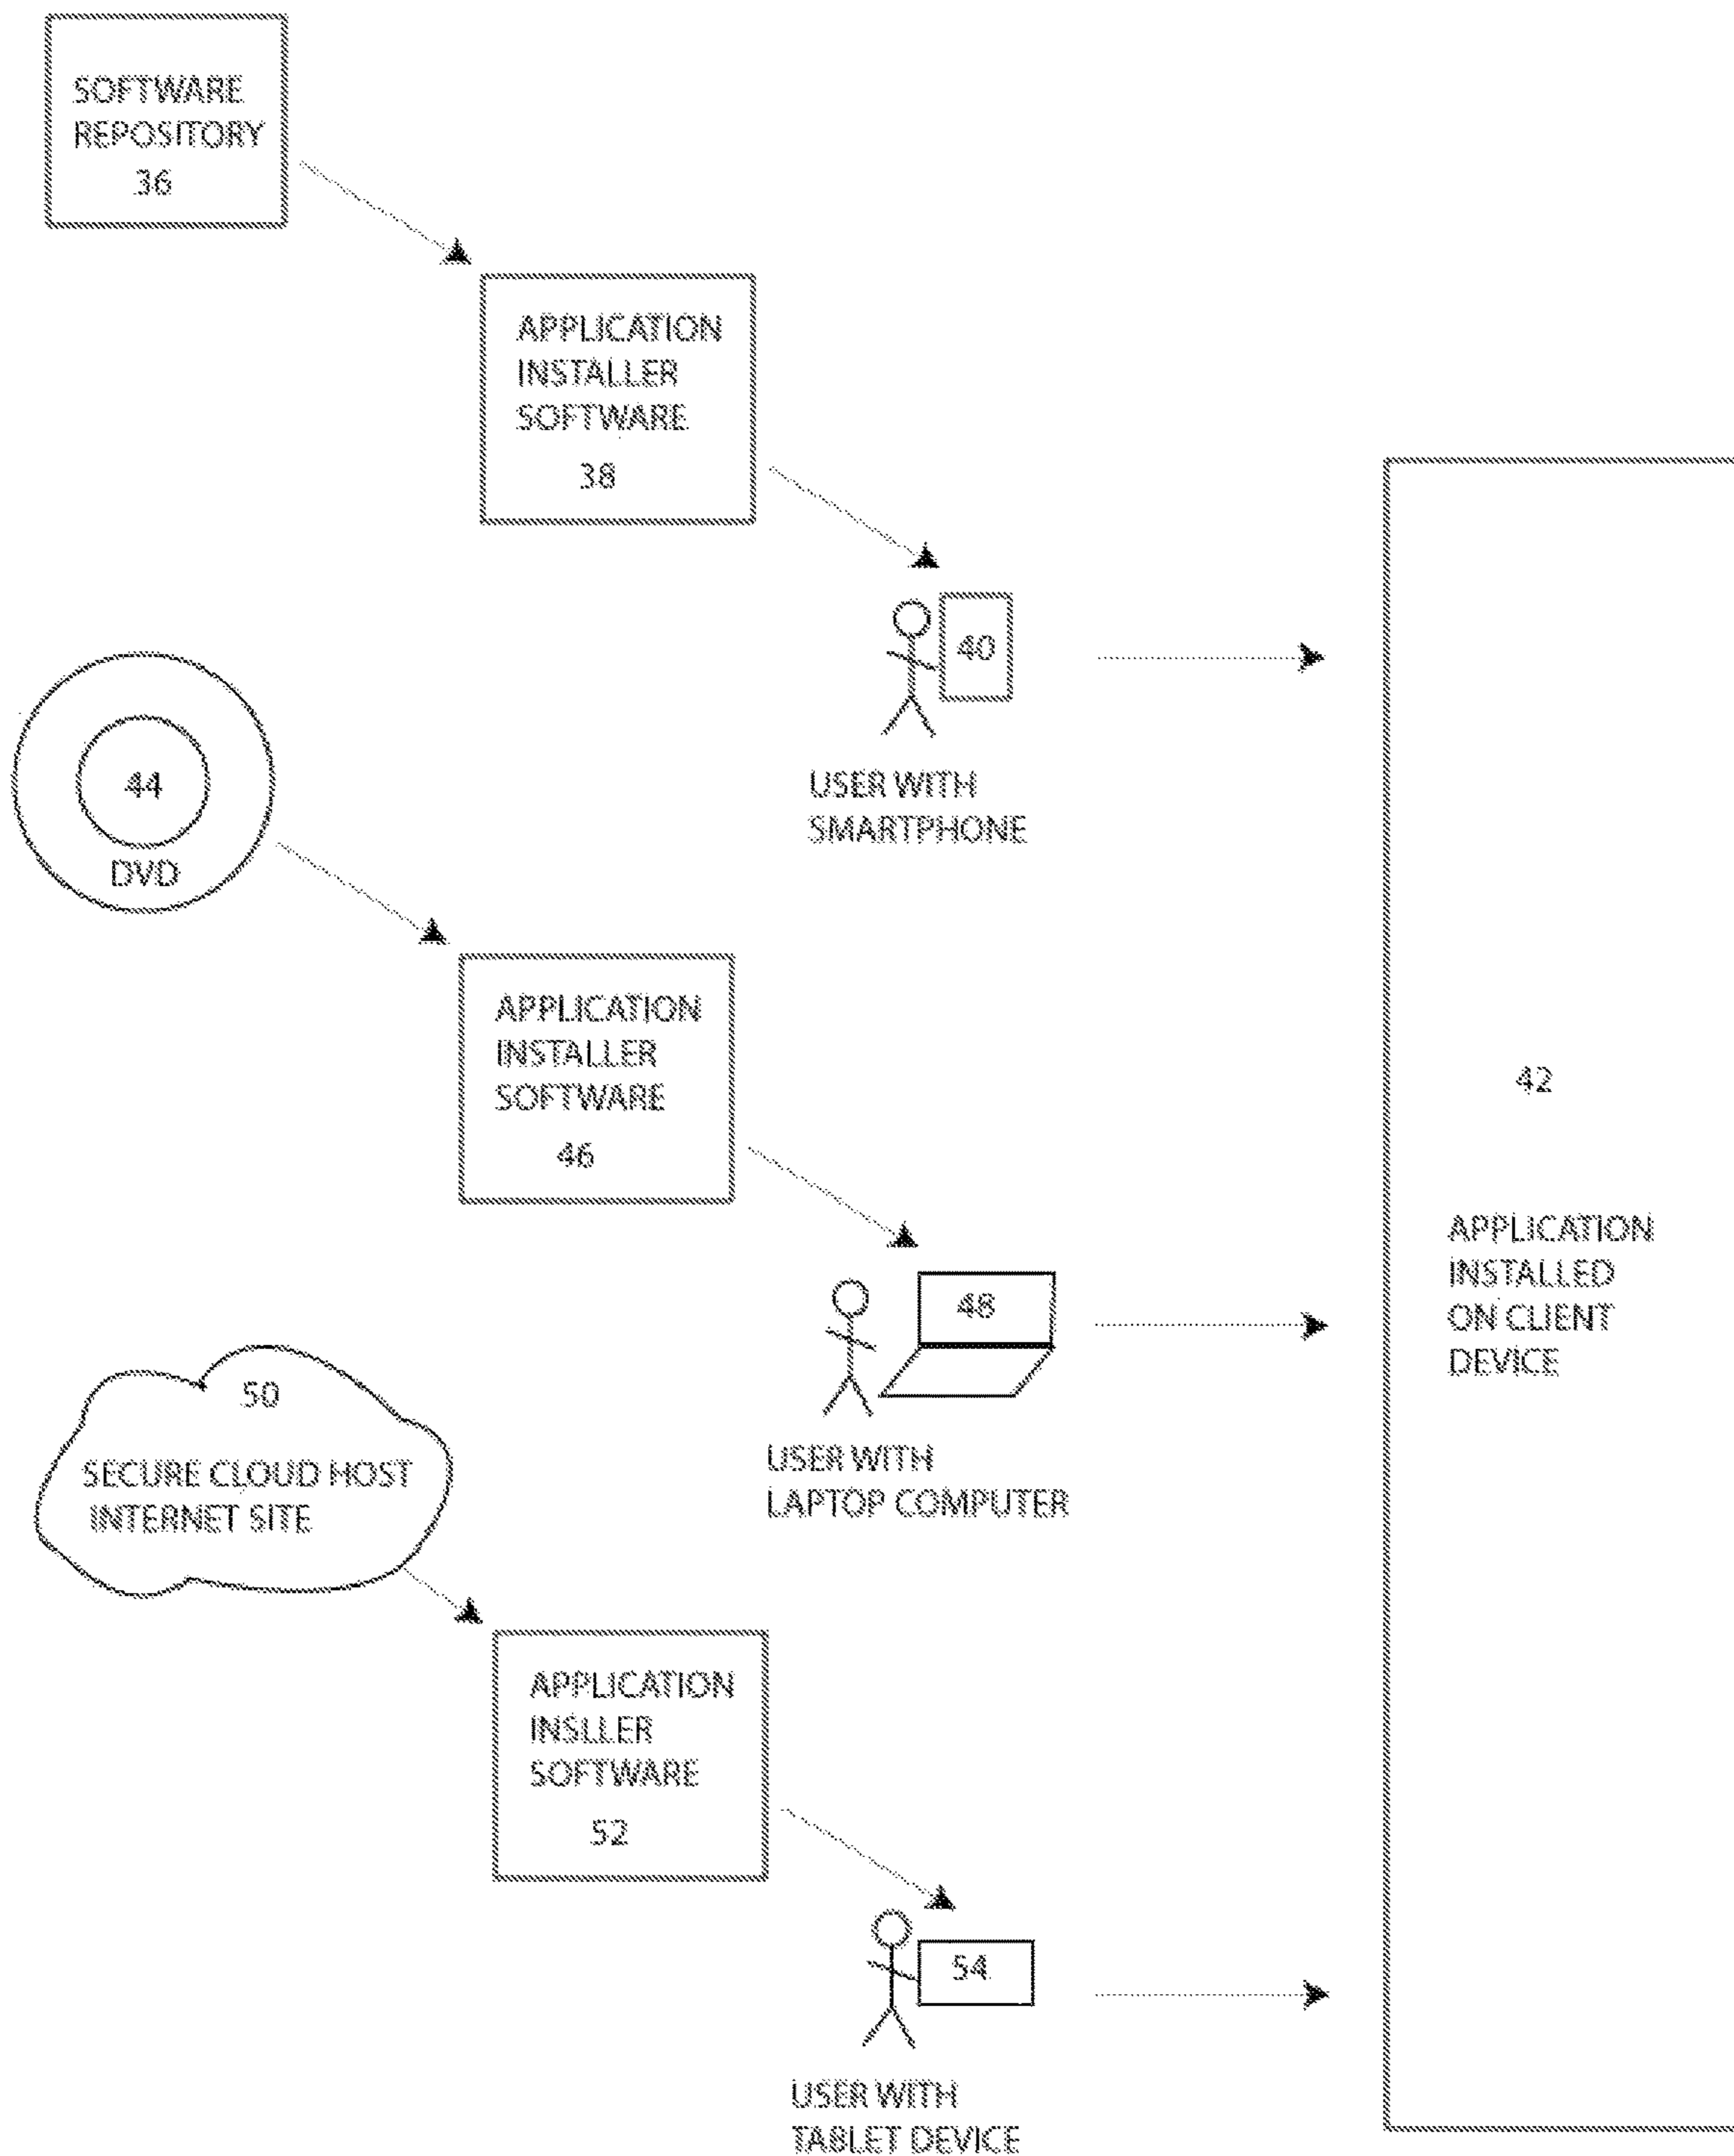 SOFTWARE
REPOSITORY
36
APPLICATION
INSTALLER
SOFTWARE
38
40
USER WITH
SMARTPHONE
44
DVD
APPLICATION
INSTALLER
SOFTWARE
46
48
USER WITH
LAPTOP COMPUTER
50
SECURE CLOUD HOST
INTERNET SITE
APPLICATION
INSLLER
SOFTWARE
52
54
USER WITH
TABLET DEVICE
42
APPLICATION
INSTALLED
ON CLIENT
DEVICE